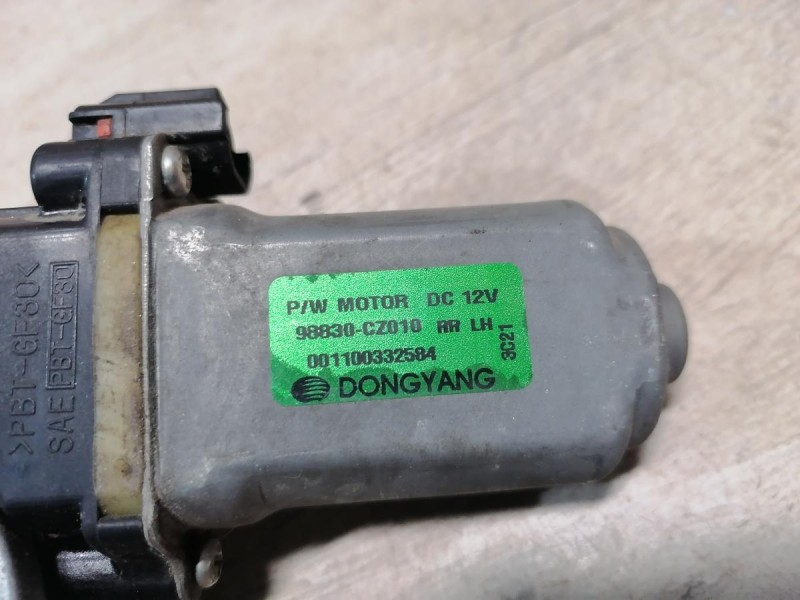 P/W MOTOR DC 12V
98830-CZ010 RR LH
001100332584
3C21
DONGYANG
>PBT-GF30<
SAE PBT-GF30